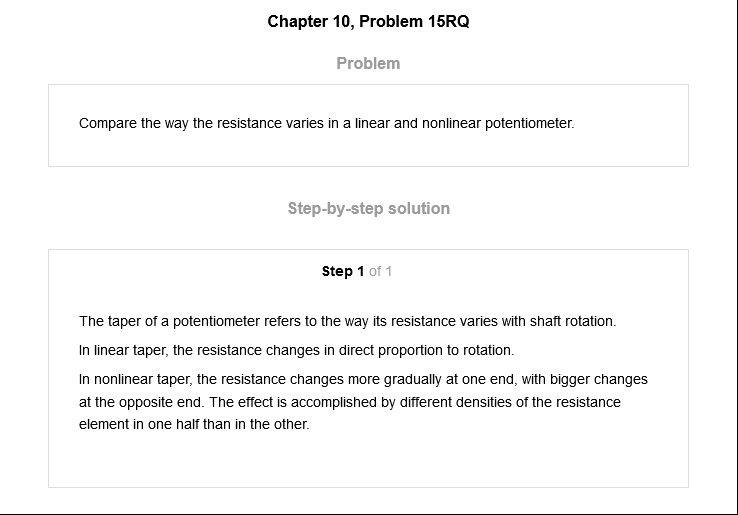 Chapter 10, Problem 15RQ
Problem
Compare the way the resistance varies in a linear and nonlinear potentiometer.
Step-by-step solution
Step 1 of 1
The taper of a potentiometer refers to the way its resistance varies with shaft rotation.
In linear taper, the resistance changes in direct proportion to rotation.
In nonlinear taper, the resistance changes more gradually at one end, with bigger changes
at the opposite end. The effect is accomplished by different densities of the resistance
element in one half than in the other.